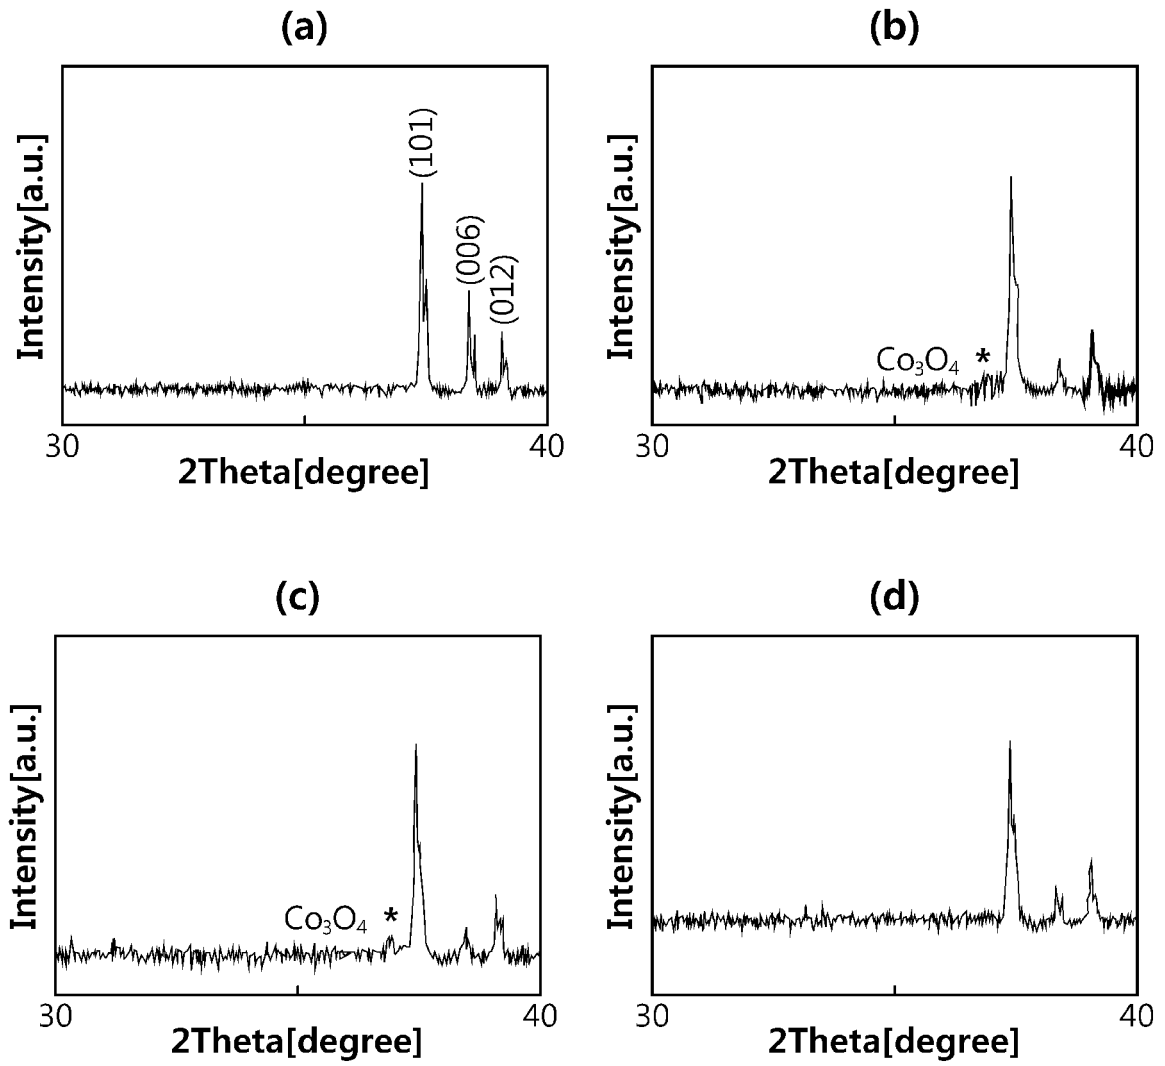 (a)
Intensity[a.u.]
(101)
(006)
(012)
30
40
2Theta[degree]
(b)
Intensity[a.u.]
Co₃O₄ *
30
40
2Theta[degree]
(c)
Intensity[a.u.]
Co₃O₄ *
30
40
2Theta[degree]
(d)
Intensity[a.u.]
30
40
2Theta[degree]